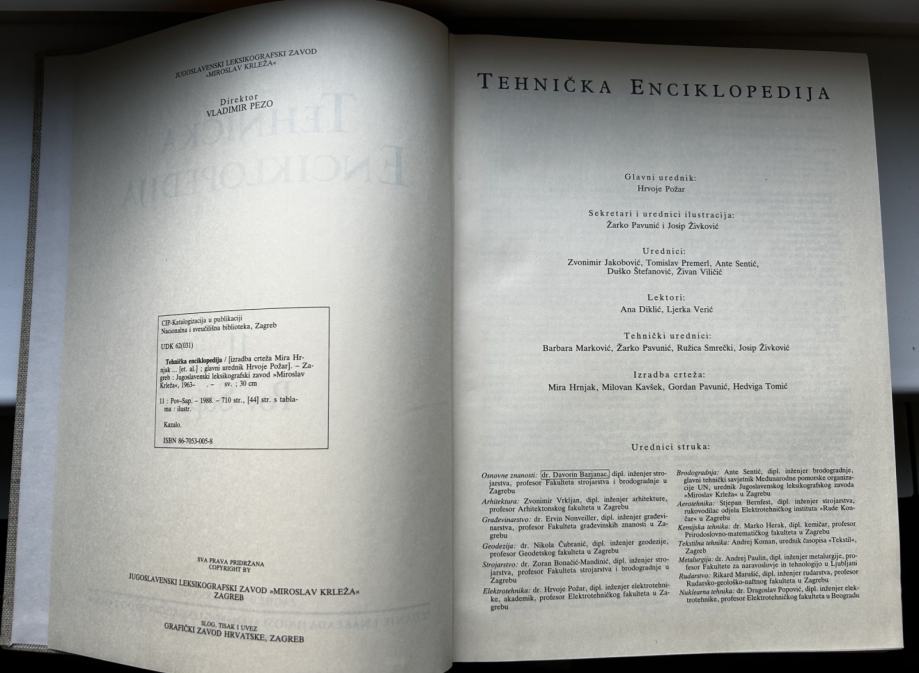 JUGOSLAVENSKI LEKSIKOGRAFSKI ZAVOD
»MIROSLAV KRLEŽA«
Direktor
VLADIMIR PEZO
CIP-Katalogizacija u publikaciji
Nacionalna i sveučilišna biblioteka, Zagreb
UDK 62(031)
Tehnička enciklopedija / [izradba crteža Mira Hr-
njak ... [et. al.] ; glavni urednik Hrvoje Požar]. – Za-
greb : Jugoslavenski leksikografski zavod »Miroslav
Krleža«, 1963- . – sv. ; 30 cm
11 : Pov-Sap. – 1988. – 710 str., [44] str. s tabla-
ma : ilustr.
Kazalo.
ISBN 86-7053-005-8
SVA PRAVA PRIDRŽANA
COPYRIGHT BY
JUGOSLAVENSKI LEKSIKOGRAFSKI ZAVOD »MIROSLAV KRLEŽA«
ZAGREB
SLOG, TISAK I UVEZ
GRAFIČKI ZAVOD HRVATSKE, ZAGREB
TEHNIČKA ENCIKLOPEDIJA
Glavni urednik:
Hrvoje Požar
Sekretari i urednici ilustracija:
Žarko Pavunić i Josip Živković
Urednici:
Zvonimir Jakobović, Tomislav Premerl, Ante Sentić,
Duško Štefanović, Živan Viličić
Lektori:
Ana Diklić, Ljerka Verić
Tehnički urednici:
Barbara Marković, Žarko Pavunić, Ružica Smrečki, Josip Živković
Izradba crteža:
Mira Hrnjak, Milovan Kavšek, Gordan Pavunić, Hedviga Tomić
Urednici struka:
Osnovne znanosti: dr. Davorin Bazjanac, dipl. inženjer stro-
jarstva, profesor Fakulteta strojarstva i brodogradnje u
Zagrebu
Arhitektura: Zvonimir Vrkljan, dipl. inženjer arhitekture,
profesor Arhitektonskog fakulteta u Zagrebu
Građevinarstvo: dr. Ervin Nonveiller, dipl. inženjer građevi-
narstva, profesor Fakulteta građevinskih znanosti u Za-
grebu
Geodezija: dr. Nikola Čubranić, dipl. inženjer geodezije,
profesor Geodetskog fakulteta u Zagrebu
Strojarstvo: dr. Zoran Bonačić-Mandinić, dipl. inženjer stro-
jarstva, profesor Fakulteta strojarstva i brodogradnje u
Zagrebu
Elektrotehnika: dr. Hrvoje Požar, dipl. inženjer elektrotehni-
ke, akademik, profesor Elektrotehničkog fakulteta u Za-
grebu
Brodogradnja: Ante Sentić, dipl. inženjer brodogradnje,
glavni tehnički savjetnik Međunarodne pomorske organiza-
cije UN, urednik Jugoslavenskog leksikografskog zavoda
»Miroslav Krleža« u Zagrebu
Aerotehnika: Stjepan Bernfest, dipl. inženjer strojarstva,
rukovodilac odjela Elektrotehničkog instituta »Rade Kon-
čar« u Zagrebu
Kemijska tehnika: dr. Marko Herak, dipl. kemičar, profesor
Prirodoslovno-matematičkog fakulteta u Zagrebu
Tekstilna tehnika: Andrej Koman, urednik časopisa »Tekstil«,
Zagreb
Metalurgija: dr. Andrej Paulin, dipl. inženjer metalurgije, pro-
fesor Fakultete za naravoslovje in tehnologijo u Ljubljani
Rudarstvo: Rikard Marušić, dipl. inženjer rudarstva, profesor
Rudarsko-geološko-naftnog fakulteta u Zagrebu
Nuklearna tehnika: dr. Dragoslav Popović, dipl. inženjer elek-
trotehnike, profesor Elektrotehničkog fakulteta u Beogradu